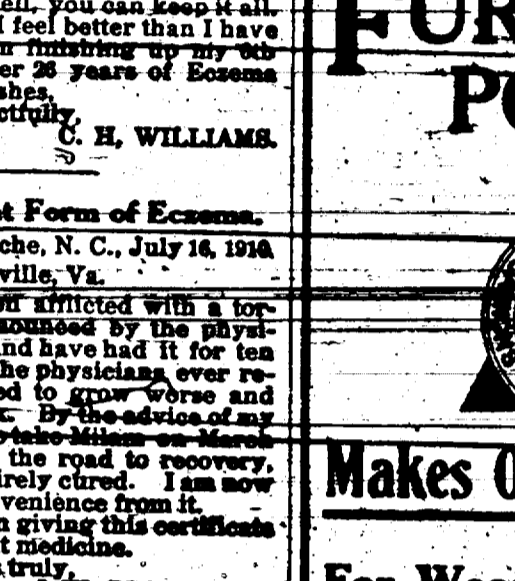 you can keep it all.
I feel better than I have
finishing up my 6th
er 26 years of Eczema
shes,
ctfully,
C. H. WILLIAMS.
t Form of Eczema.
che, N. C., July 16, 1910.
ville, Va.
afflicted with a tor-
nounced by the physi-
nd have had it for ten
he physicians ever re-
ed to grow worse and
By the advice of my
take Milam on March
the road to recovery,
irely cured. I am now
venience from it.
n giving this certificate
t medicine.
truly,
FUR
PO
Makes
For